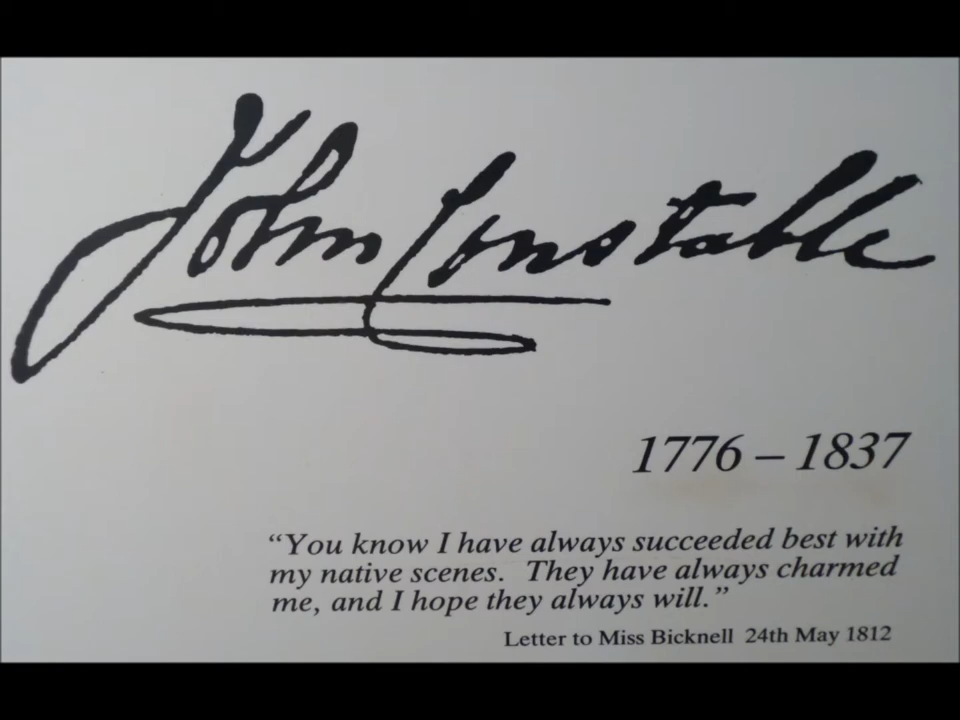 John Constable
1776 – 1837
“You know I have always succeeded best with
my native scenes. They have always charmed
me, and I hope they always will.”
Letter to Miss Bicknell 24th May 1812